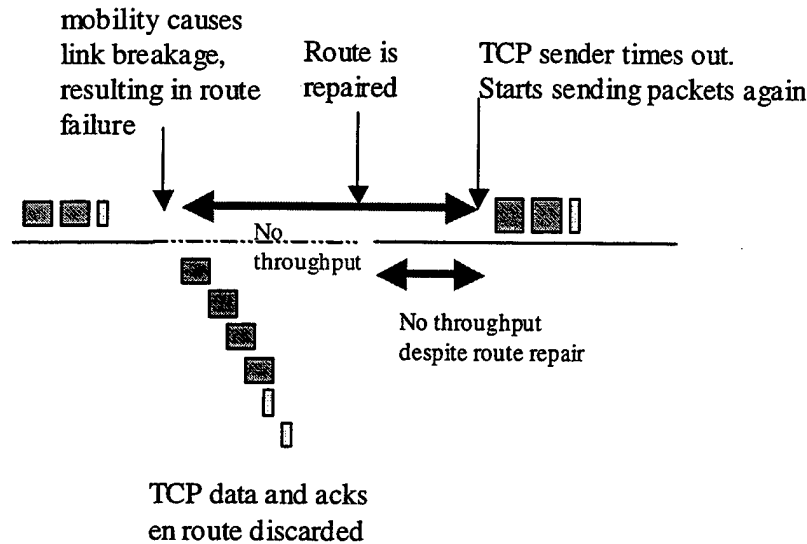 mobility causes
link breakage,
resulting in route
failure
Route is
repaired
TCP sender times out.
Starts sending packets again
No
throughput
No throughput
despite route repair
TCP data and acks
en route discarded